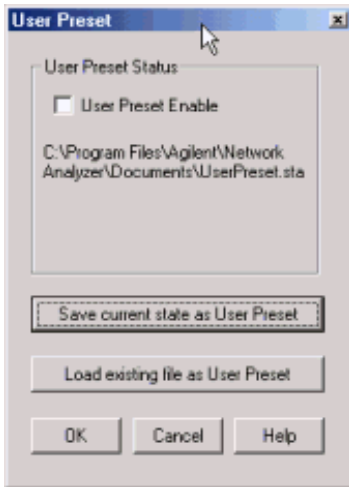 User Preset
User Preset Status
User Preset Enable
C:\Program Files\Agilent\Network
Analyzer\Documents\UserPreset.sta
Save current state as User Preset
Load existing file as User Preset
OK Cancel Help